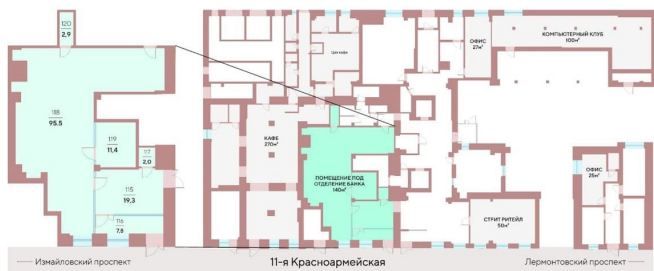 120
2,9
118
95.5
119
11,4
117
2,0
115
19,3
116
7,8
КАФЕ
270м²
ПОМЕЩЕНИЕ ПОД
ОТДЕЛЕНИЕ БАНКА
140м²
ОФИС
27м²
КОМПЬЮТЕРНЫЙ КЛУБ
100м²
СТРИТ РИТЕЙЛ
50м²
ОФИС
25м²
Измайловский проспект
11-я Красноармейская
Лермонтовский проспект